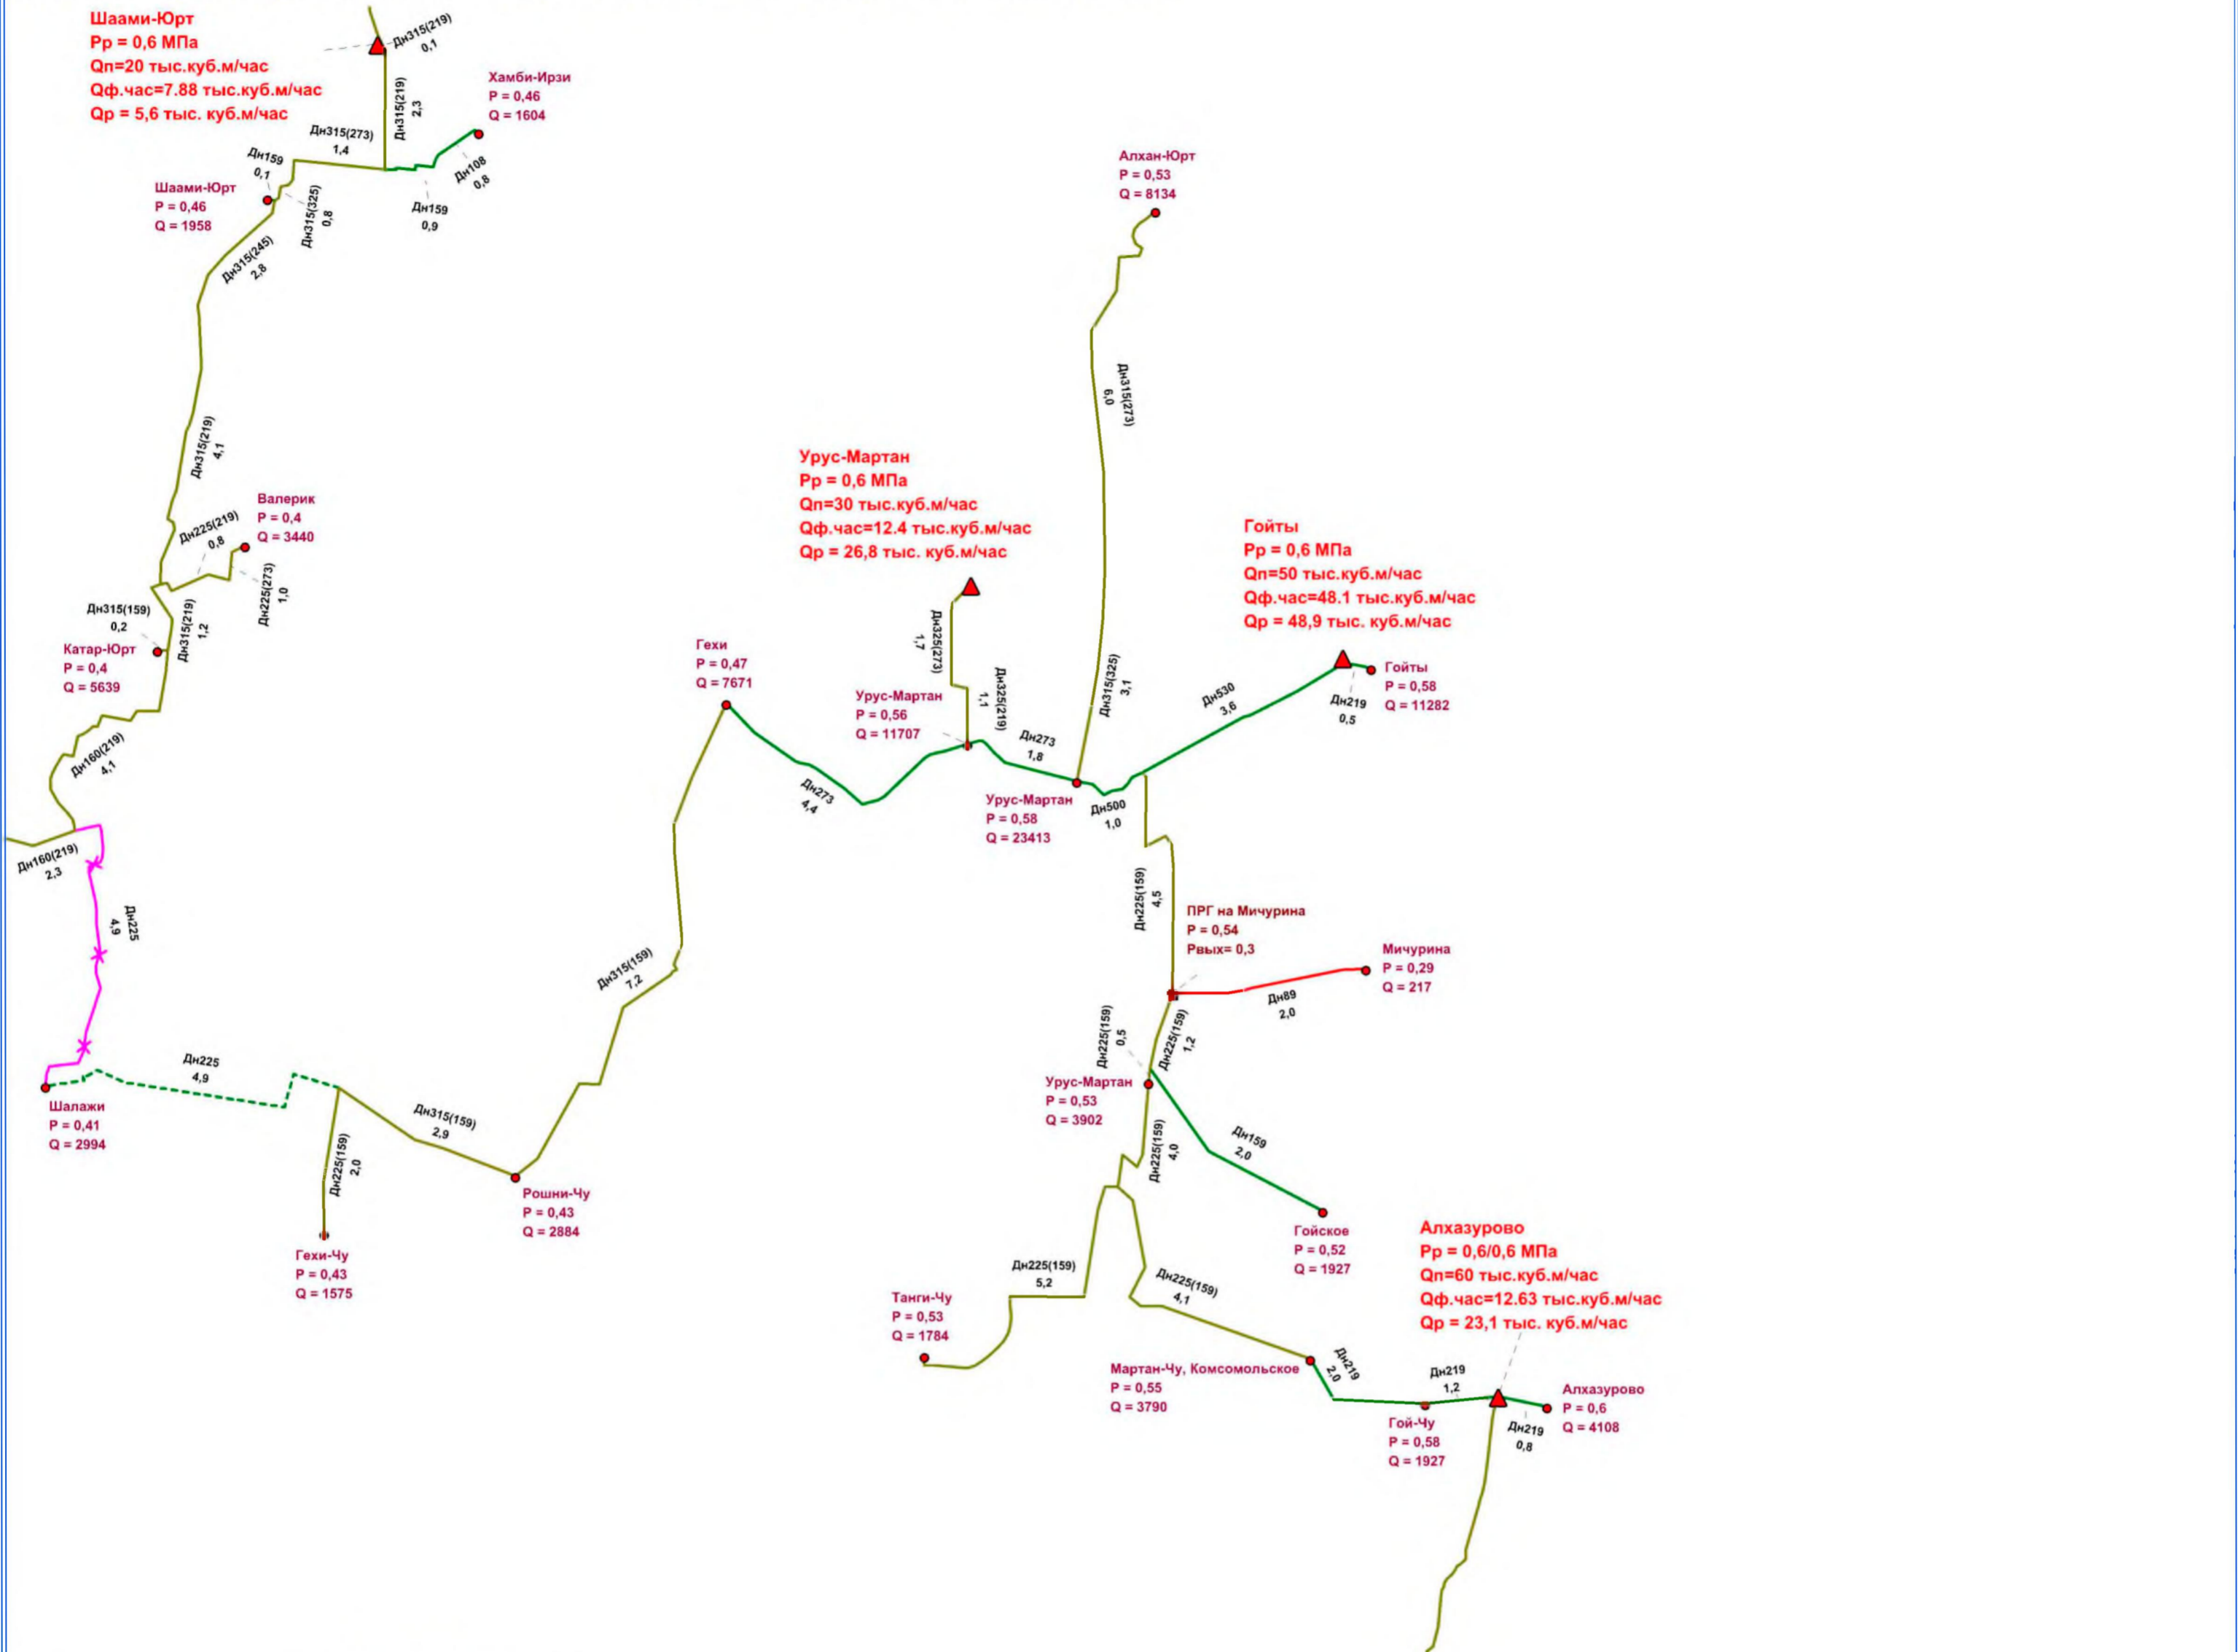 Шаами-Юрт
Рр = 0,6 МПа
Qп=20 тыс.куб.м/час
Qф.час=7.88 тыс.куб.м/час
Qр = 5,6 тыс. куб.м/час
Дн315(219)
0,1
Дн315(219)
2,3
Хамби-Ирзи
Р = 0,46
Q = 1604
Дн315(273)
1,4
Дн159
0,1
Дн108
0,8
Дн159
0,9
Шаами-Юрт
Р = 0,46
Q = 1958
Дн315(325)
0,8
Дн315(245)
2,8
Алхан-Юрт
Р = 0,53
Q = 8134
Дн315(273)
6,0
Дн315(219)
4,1
Валерик
Р = 0,4
Q = 3440
Дн225(219)
0,8
Дн225(273)
1,0
Дн315(159)
0,2
Дн315(219)
1,2
Катар-Юрт
Р = 0,4
Q = 5639
Урус-Мартан
Рр = 0,6 МПа
Qп=30 тыс.куб.м/час
Qф.час=12.4 тыс.куб.м/час
Qр = 26,8 тыс. куб.м/час
Гойты
Рр = 0,6 МПа
Qп=50 тыс.куб.м/час
Qф.час=48.1 тыс.куб.м/час
Qр = 48,9 тыс. куб.м/час
Гехи
Р = 0,47
Q = 7671
Дн325(273)
1,7
Дн325(219)
1,1
Урус-Мартан
Р = 0,56
Q = 11707
Дн273
1,8
Дн315(325)
3,1
Дн530
3,6
Дн219
0,5
Гойты
Р = 0,58
Q = 11282
Дн160(219)
4,1
Дн273
4,4
Урус-Мартан
Р = 0,58
Q = 23413
Дн500
1,0
Дн160(219)
2,3
Дн225
4,9
Дн225(159)
4,5
ПРГ на Мичурина
Р = 0,54
Рвых= 0,3
Мичурина
Р = 0,29
Q = 217
Дн89
2,0
Дн315(159)
7,2
Дн225(159)
0,5
Дн225(159)
1,2
Дн225
4,9
Шалажи
Р = 0,41
Q = 2994
Дн315(159)
2,9
Дн225(159)
2,0
Урус-Мартан
Р = 0,53
Q = 3902
Дн225(159)
4,0
Дн159
2,0
Рошни-Чу
Р = 0,43
Q = 2884
Гехи-Чу
Р = 0,43
Q = 1575
Гойское
Р = 0,52
Q = 1927
Алхазурово
Рр = 0,6/0,6 МПа
Qп=60 тыс.куб.м/час
Qф.час=12.63 тыс.куб.м/час
Qр = 23,1 тыс. куб.м/час
Дн225(159)
5,2
Дн225(159)
4,1
Танги-Чу
Р = 0,53
Q = 1784
Мартан-Чу, Комсомольское
Р = 0,55
Q = 3790
Дн219
2,0
Дн219
1,2
Алхазурово
Р = 0,6
Q = 4108
Дн219
0,8
Гой-Чу
Р = 0,58
Q = 1927